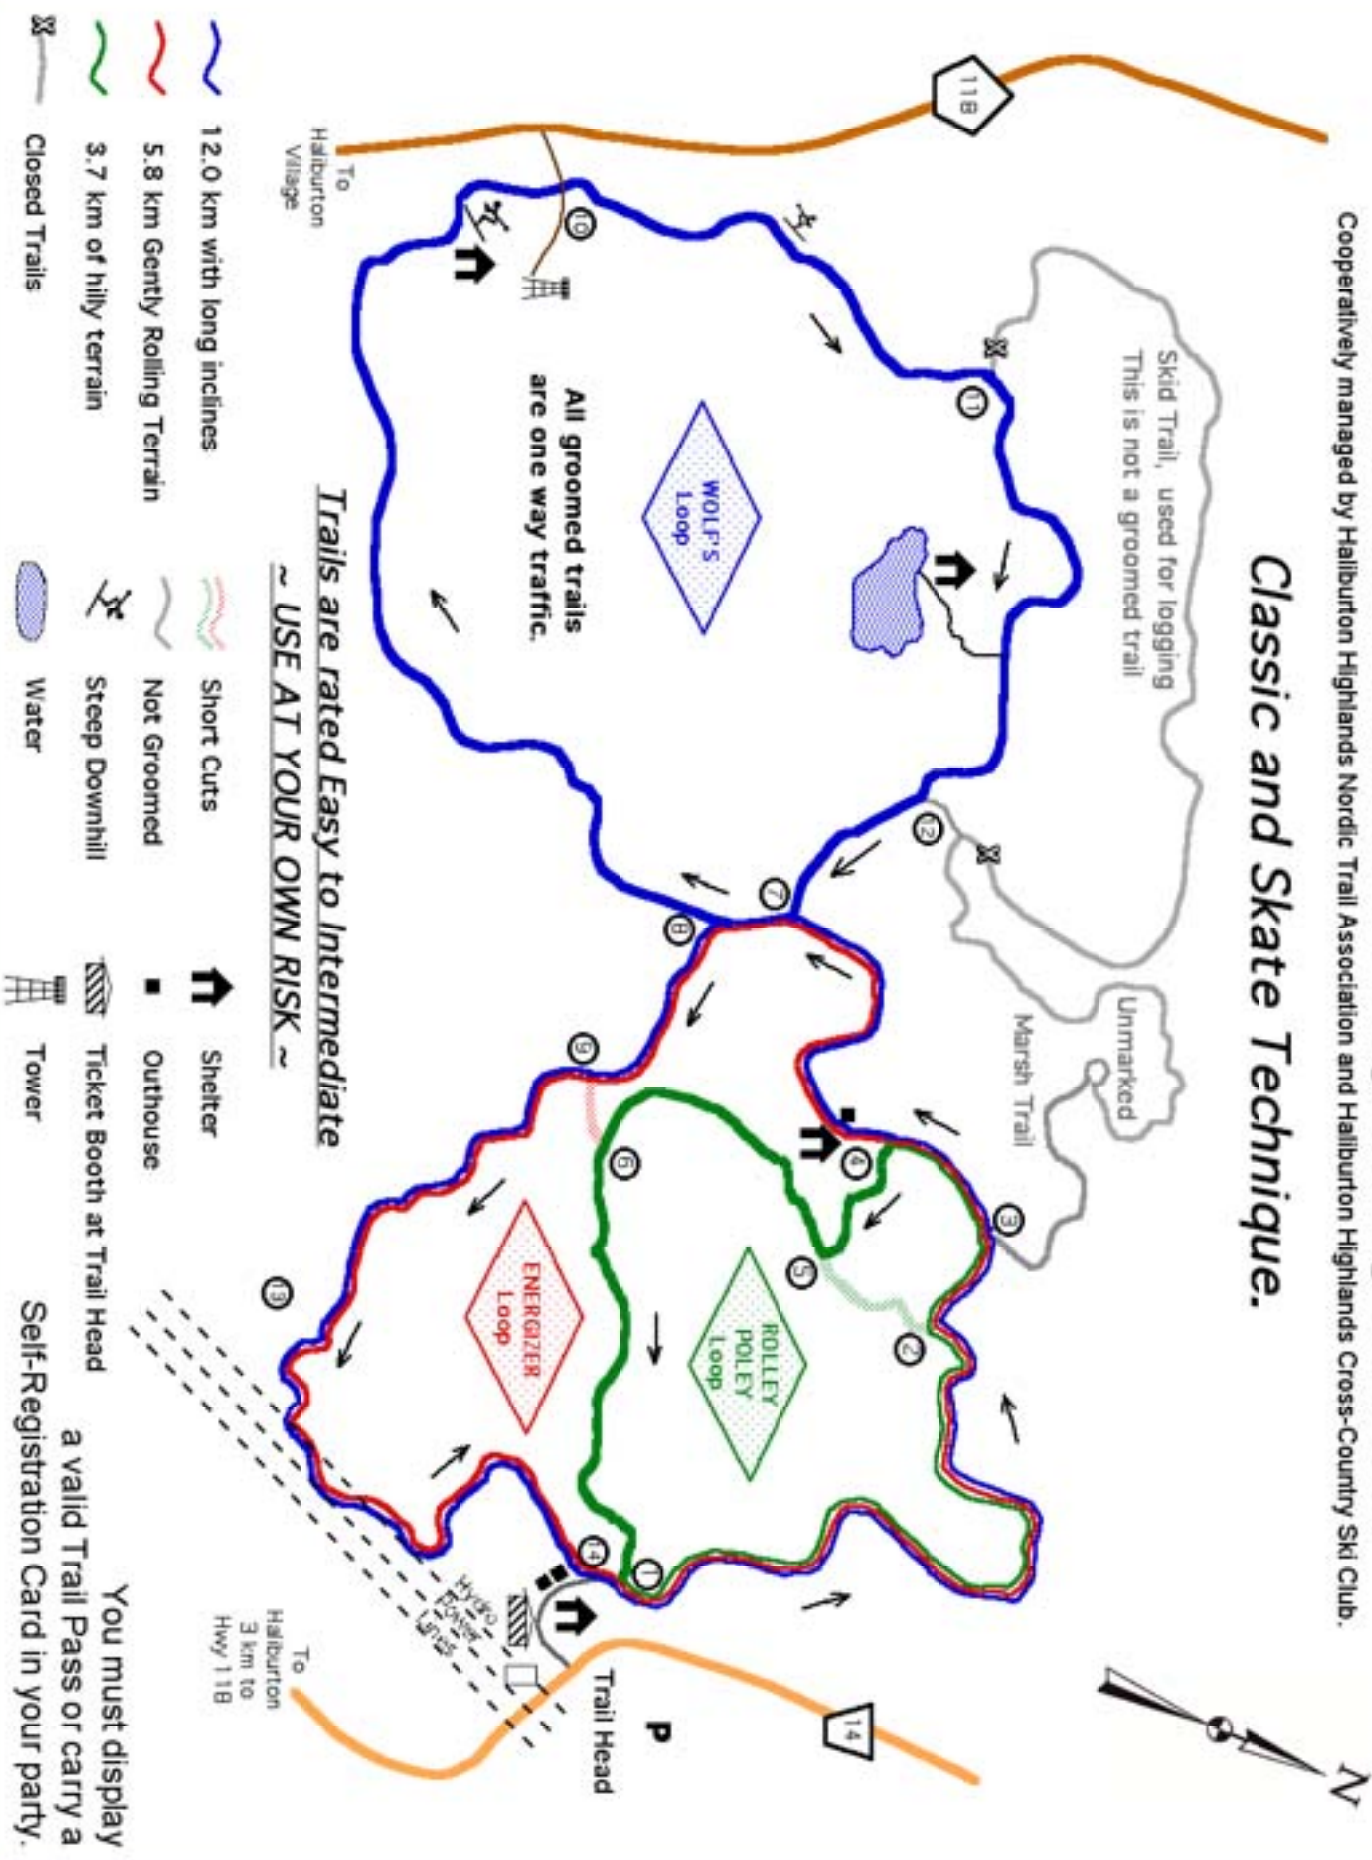 Cooperatively managed by Haliburton Highlands Nordic Trail Association and Haliburton Highlands Cross-Country Ski Club.
Classic and Skate Technique.
N
118
To
Haliburton
Village
Skid Trail, used for logging
This is not a groomed trail
Unmarked
Marsh Trail
WOLF'S
Loop
All groomed trails
are one way traffic.
ROLLEY
POLEY
Loop
ENERGIZER
Loop
10
11
12
7
8
9
6
4
5
3
2
13
14
1
14
P
Trail Head
Hydro
Power
Lines
To
Haliburton
3 km to
Hwy 118
Trails are rated Easy to Intermediate
~ USE AT YOUR OWN RISK ~
12.0 km with long inclines
5.8 km Gently Rolling Terrain
3.7 km of hilly terrain
Closed Trails
Short Cuts
Not Groomed
Steep Downhill
Water
Shelter
Outhouse
Ticket Booth at Trail Head
Tower
You must display
a valid Trail Pass or carry a
Self-Registration Card in your party.